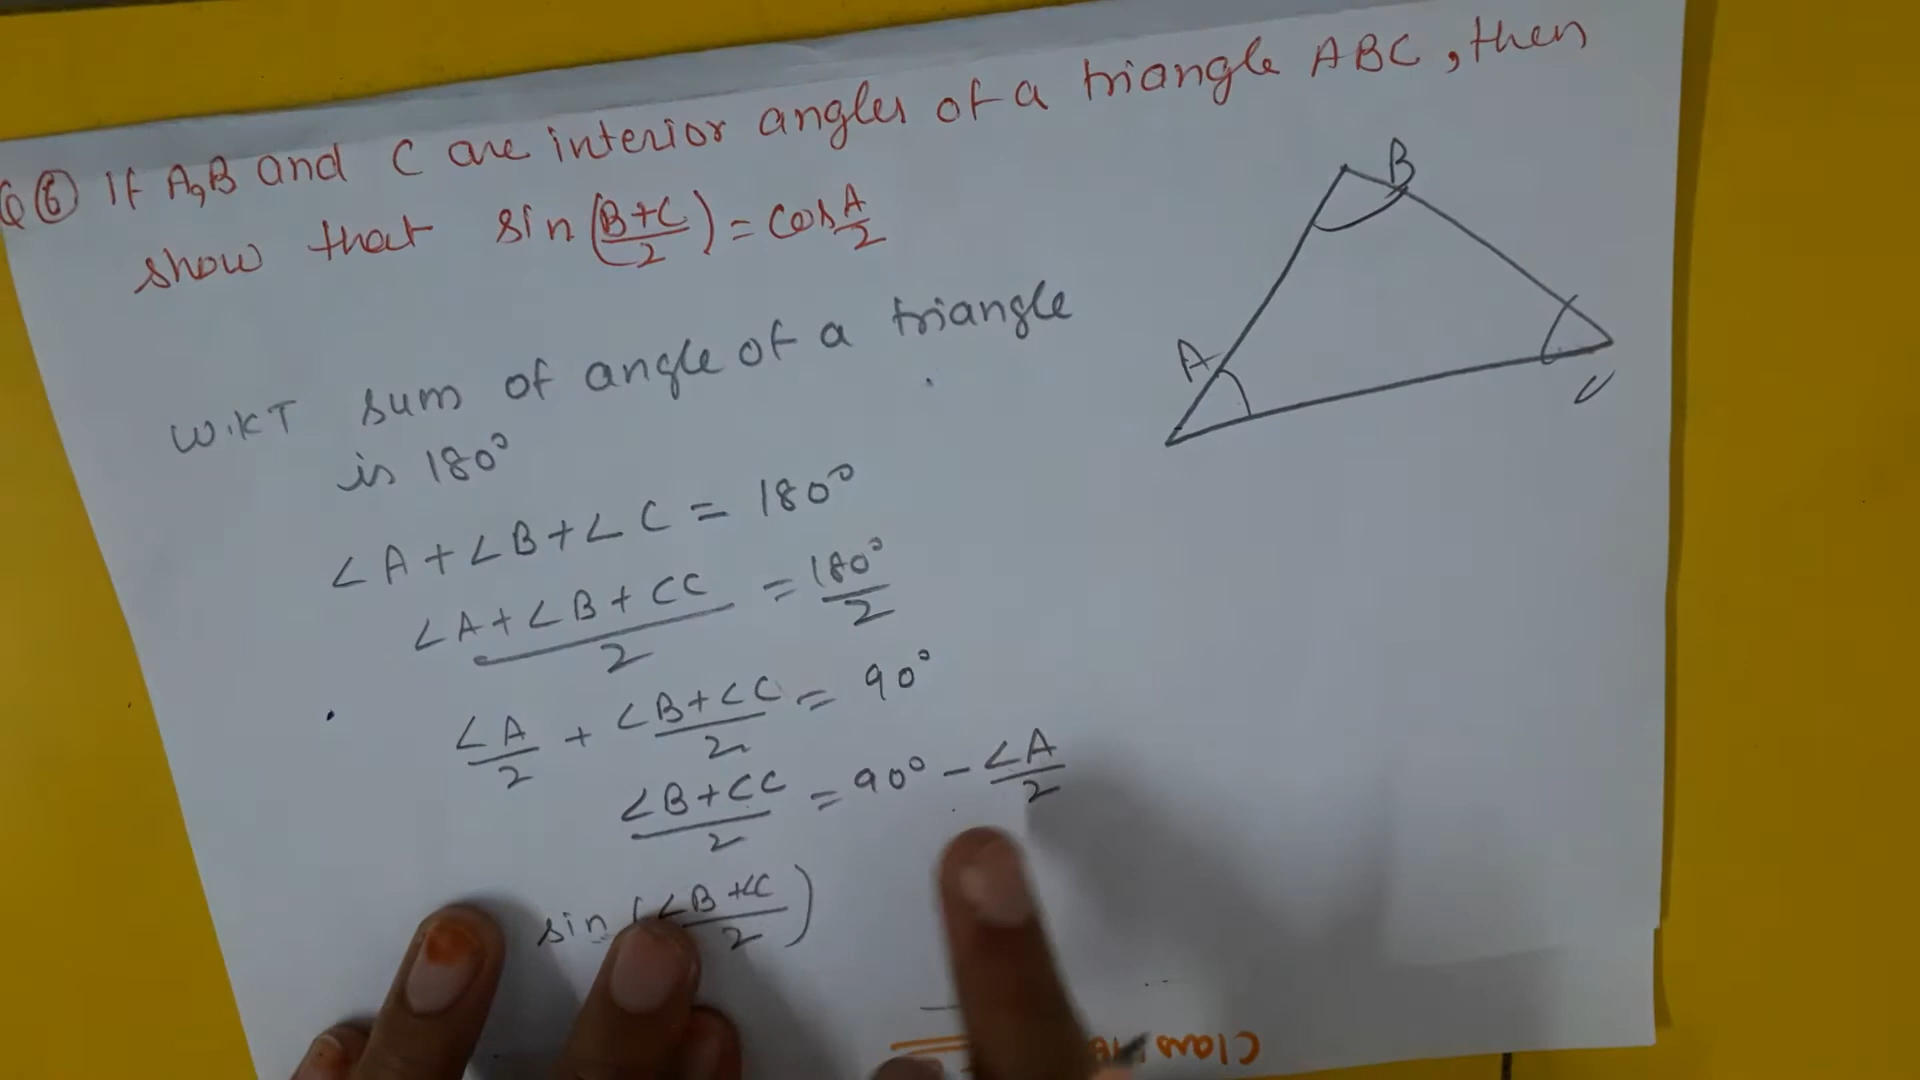 Q⑥ If A,B and C are interior angles of a triangle ABC, then
show that sin(B+C/2) = cos A/2
W.K.T sum of angle of a triangle
is 180°
∠A+∠B+∠C = 180°
∠A+∠B+∠C/2 = 180°/2
∠A/2 + ∠B+∠C/2 = 90°
∠B+∠C/2 = 90° - ∠A/2
sin(∠B+∠C/2)
B
A
C
Class